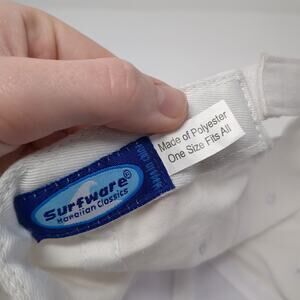 Surfware®
Hawaiian Classics
Made of Polyester
One Size Fits All